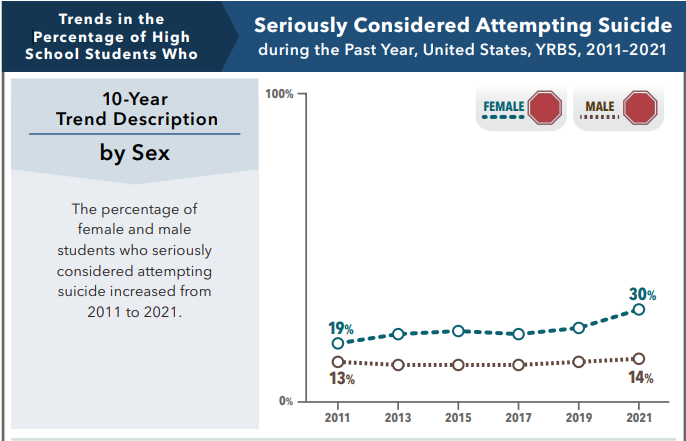 Trends in the
Percentage of High
School Students Who
Seriously Considered Attempting Suicide
during the Past Year, United States, YRBS, 2011–2021
10-Year
Trend Description
by Sex
The percentage of
female and male
students who seriously
considered attempting
suicide increased from
2011 to 2021.
100%
FEMALE
MALE
30%
19%
13%
14%
0%
2011 2013 2015 2017 2019 2021